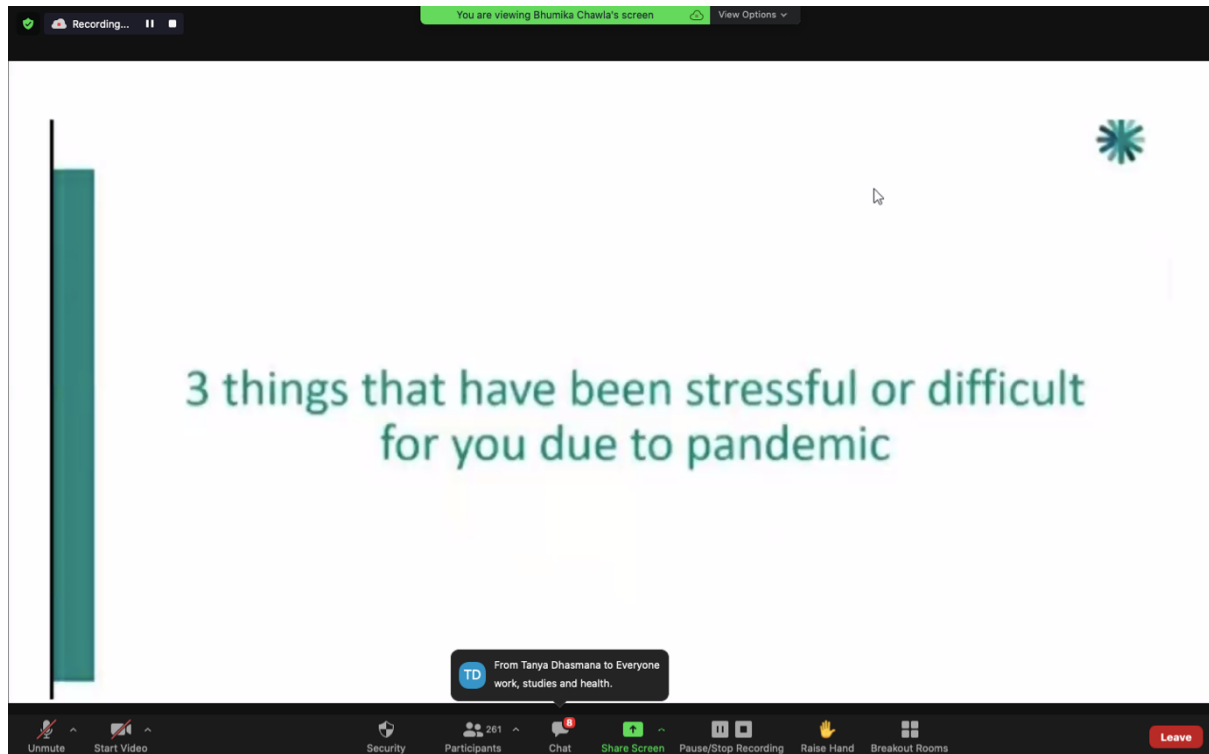 Recording...
You are viewing Bhumika Chawla's screen
View Options
3 things that have been stressful or difficult
for you due to pandemic
TD
From Tanya Dhasmana to Everyone
work, studies and health.
Unmute
Start Video
Security
261
Participants
8
Chat
Share Screen
Pause/Stop Recording
Raise Hand
Breakout Rooms
Leave